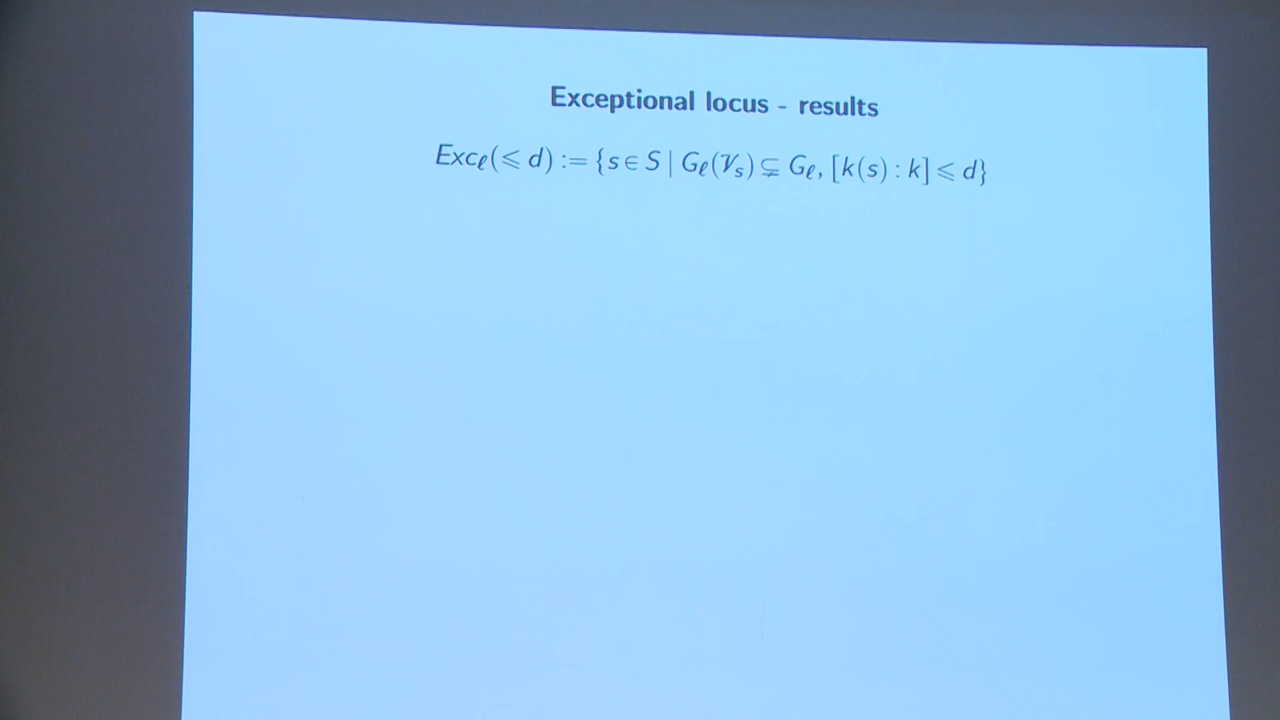 Exceptional locus - results
Excℓ(⩽ d) := {s ∈ S | Gℓ(𝒱ₛ) ⊊ Gℓ, [k(s) : k] ⩽ d}